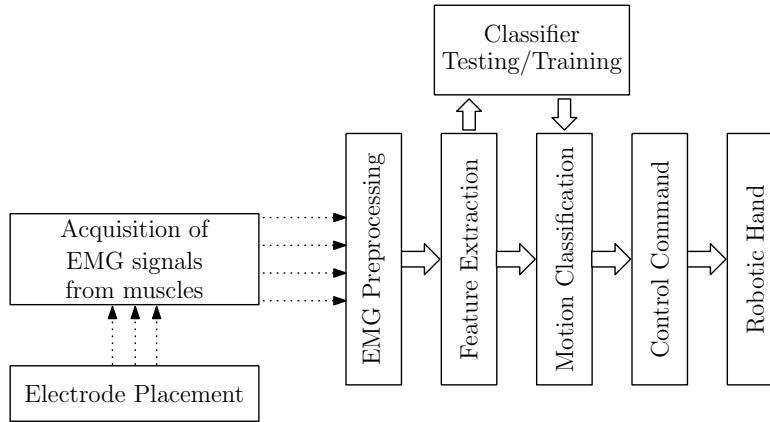 Classifier
Testing/Training
Acquisition of
EMG signals
from muscles
Electrode Placement
EMG Preprocessing
Feature Extraction
Motion Classification
Control Command
Robotic Hand